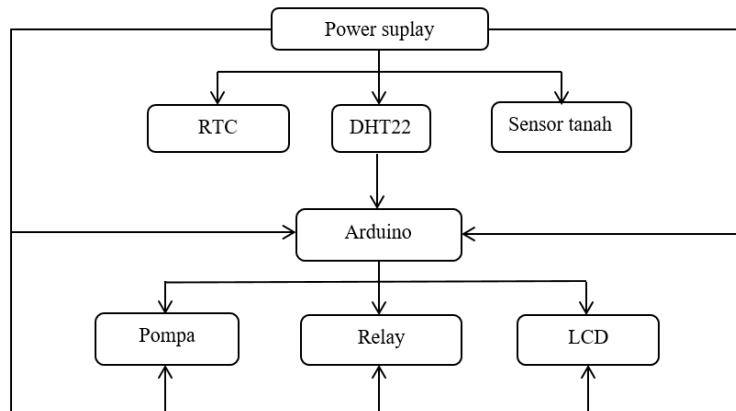 Power suplay
RTC
DHT22
Sensor tanah
Arduino
Pompa
Relay
LCD